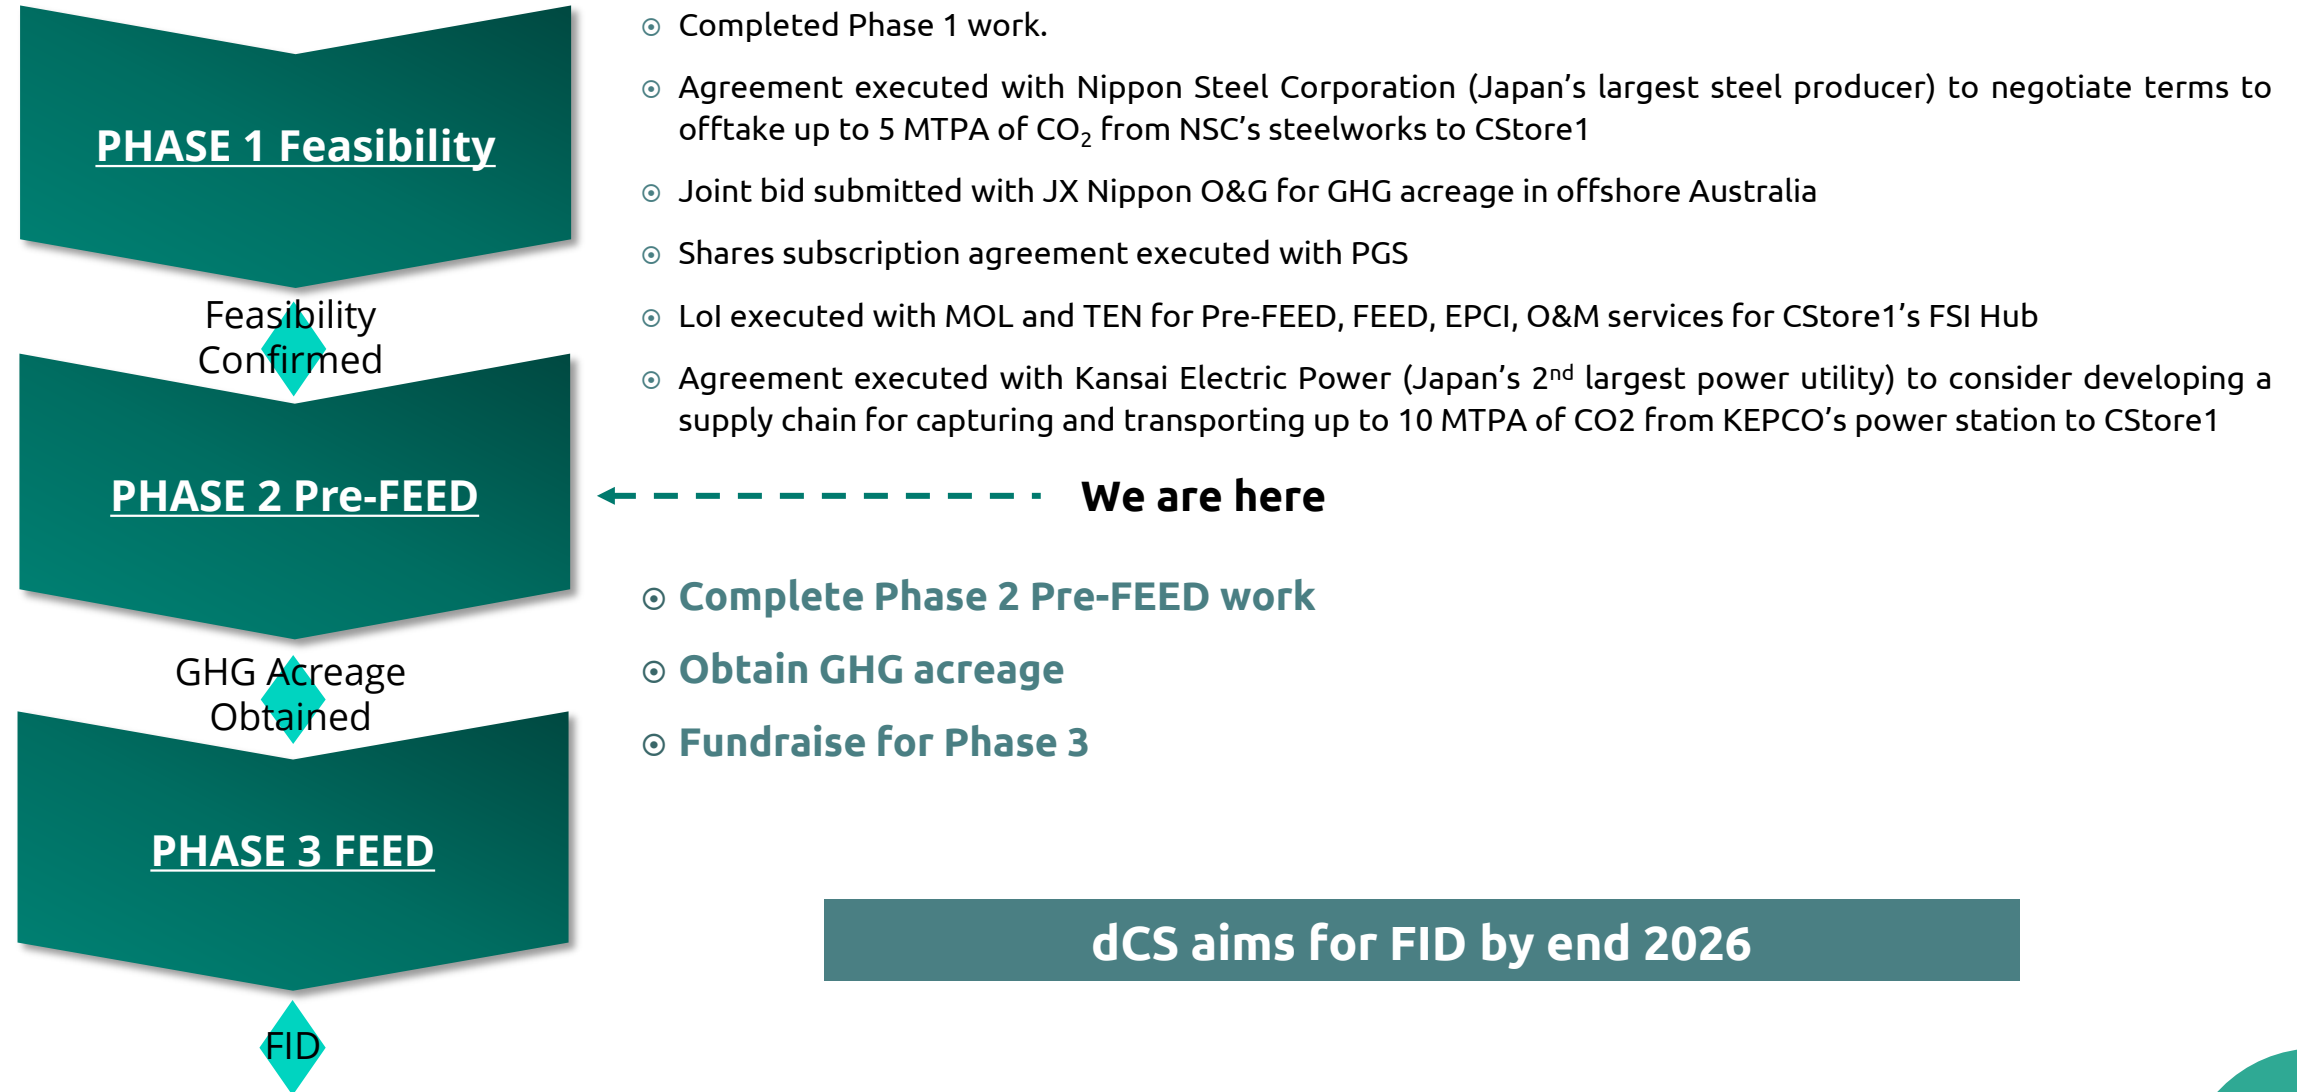 PHASE 1 Feasibility
Feasibility
Confirmed
PHASE 2 Pre-FEED
GHG Acreage
Obtained
PHASE 3 FEED
FID
Completed Phase 1 work.
Agreement executed with Nippon Steel Corporation (Japan’s largest steel producer) to negotiate terms to
offtake up to 5 MTPA of CO₂ from NSC’s steelworks to CStore1
Joint bid submitted with JX Nippon O&G for GHG acreage in offshore Australia
Shares subscription agreement executed with PGS
LoI executed with MOL and TEN for Pre-FEED, FEED, EPCI, O&M services for CStore1’s FSI Hub
Agreement executed with Kansai Electric Power (Japan’s 2nd largest power utility) to consider developing a
supply chain for capturing and transporting up to 10 MTPA of CO2 from KEPCO’s power station to CStore1
We are here
Complete Phase 2 Pre-FEED work
Obtain GHG acreage
Fundraise for Phase 3
dCS aims for FID by end 2026